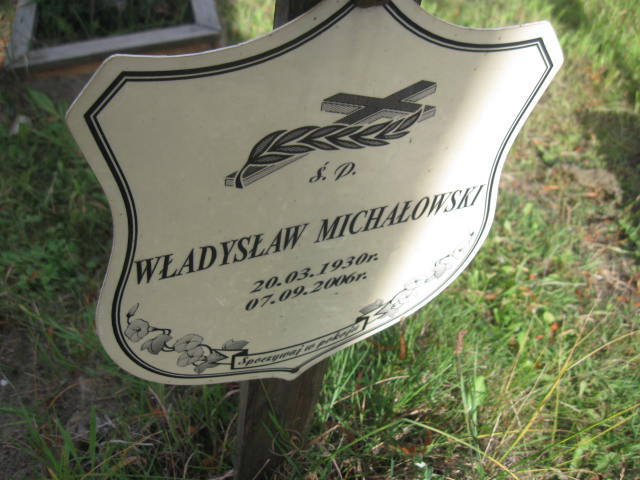 Ś. P.
WŁADYSŁAW MICHAŁOWSKI
20.03.1930r.
07.09.2006r.
Spoczywaj w pokoju